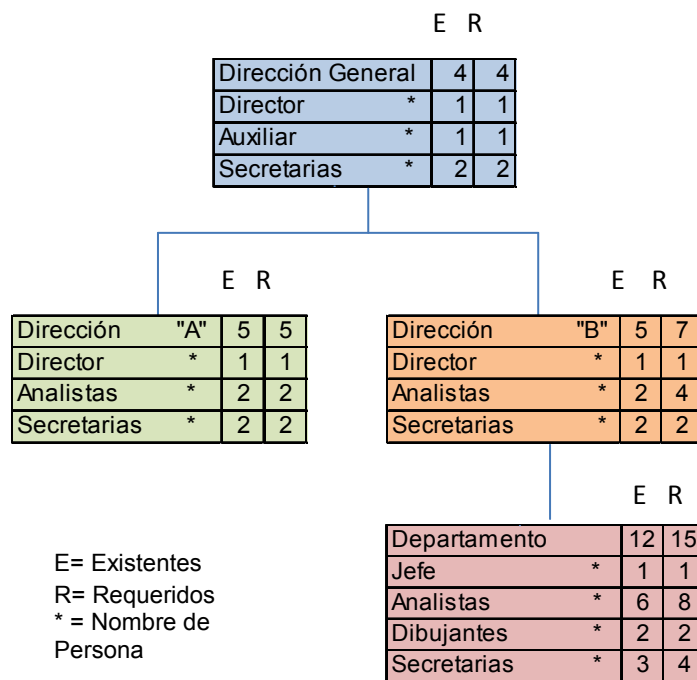 E R
Dirección General 4 4
Director * 1 1
Auxiliar * 1 1
Secretarias * 2 2
E R
Dirección "A" 5 5
Director * 1 1
Analistas * 2 2
Secretarias * 2 2
E R
Dirección "B" 5 7
Director * 1 1
Analistas * 2 4
Secretarias * 2 2
E R
Departamento 12 15
Jefe * 1 1
Analistas * 6 8
Dibujantes * 2 2
Secretarias * 3 4
E= Existentes
R= Requeridos
* = Nombre de
Persona